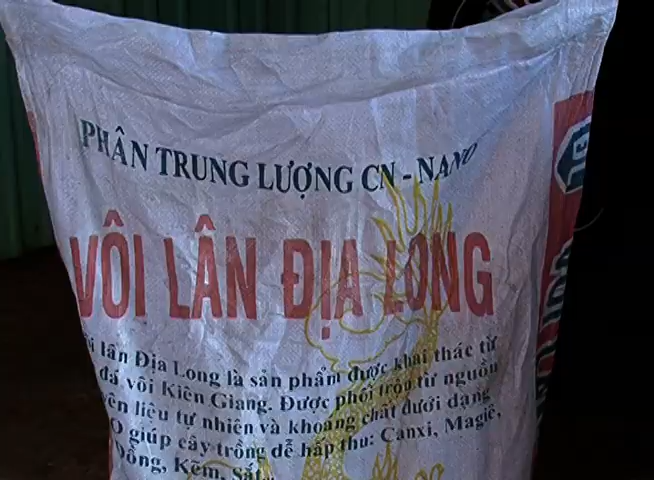 PHÂN TRUNG LƯỢNG CN - NANO
VÔI LÂN ĐỊA LONG
lân Địa Long là sản phẩm được khai thác từ
đá vôi Kiên Giang. Được phối trộn từ nguồn
liệu tự nhiên và khoáng chất dưới dạng
giúp cây trồng dễ hấp thu: Canxi, Magiê,
Đồng, Kẽm, Sắt...